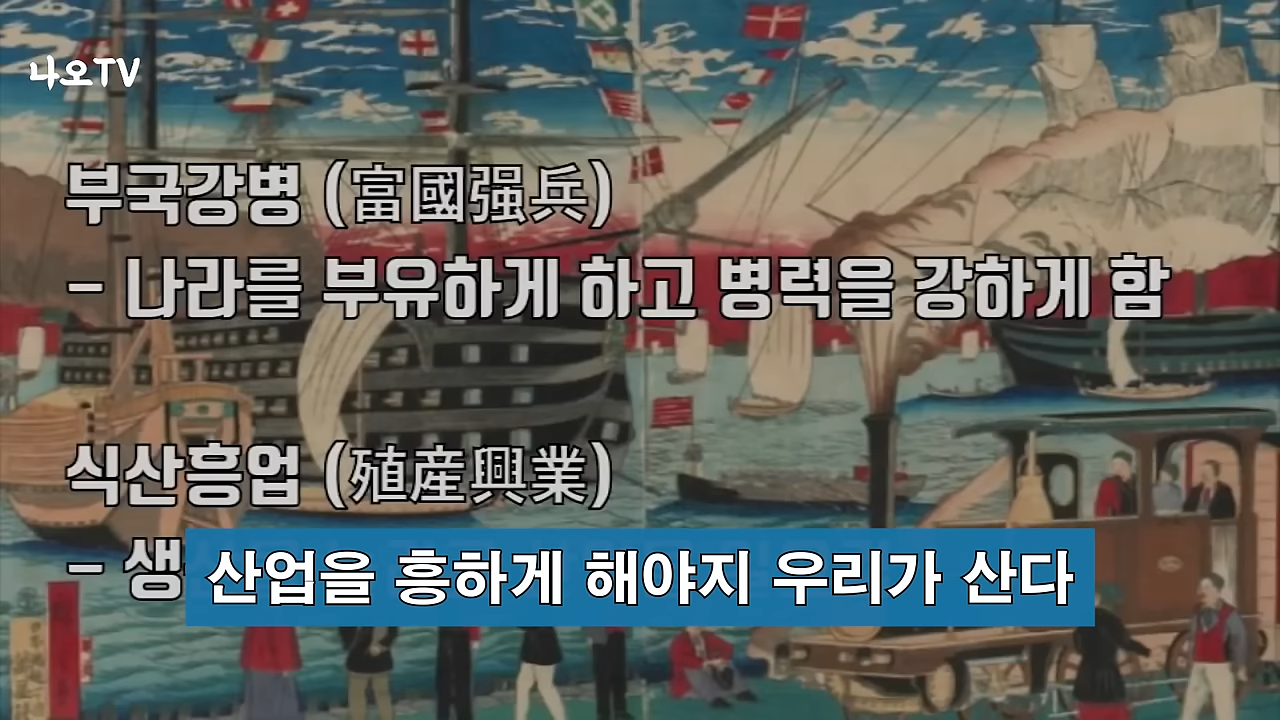 나오TV
부국강병 (富國强兵)
- 나라를 부유하게 하고 병력을 강하게 함
식산흥업 (殖産興業)
- 생
산업을 흥하게 해야지 우리가 산다